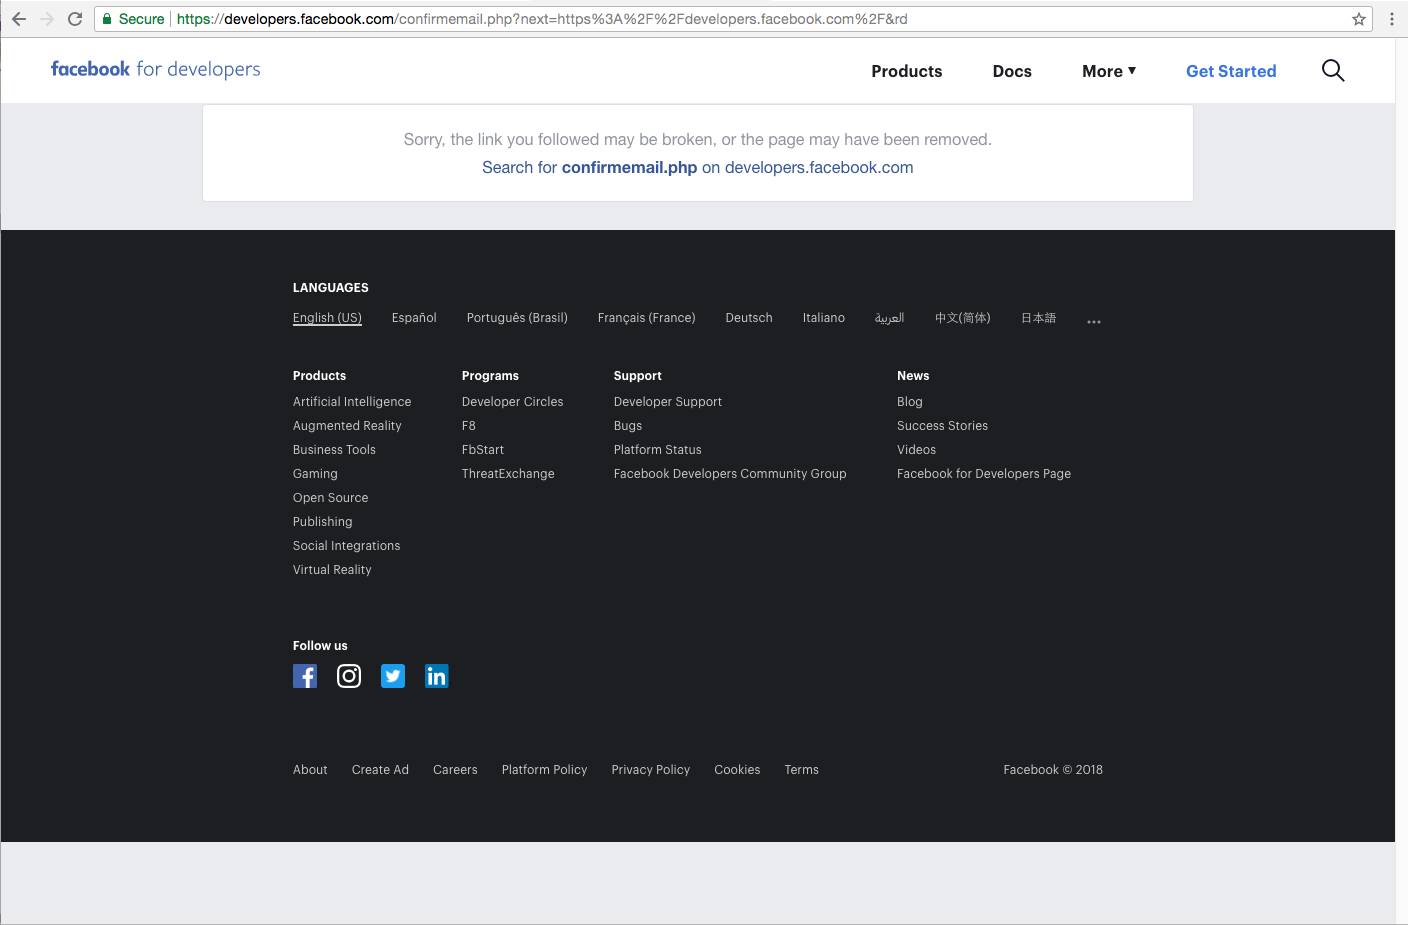 Secure https://developers.facebook.com/confirmemail.php?next=https%3A%2F%2Fdevelopers.facebook.com%2F&rd
facebook for developers
Products Docs More ▼ Get Started
Sorry, the link you followed may be broken, or the page may have been removed.
Search for confirmemail.php on developers.facebook.com
LANGUAGES
English (US) Español Português (Brasil) Français (France) Deutsch Italiano العربية 中文(简体) 日本語 ...
Products Programs Support News
Artificial Intelligence Developer Circles Developer Support Blog
Augmented Reality F8 Bugs Success Stories
Business Tools FbStart Platform Status Videos
Gaming ThreatExchange Facebook Developers Community Group Facebook for Developers Page
Open Source
Publishing
Social Integrations
Virtual Reality
Follow us
About Create Ad Careers Platform Policy Privacy Policy Cookies Terms Facebook © 2018